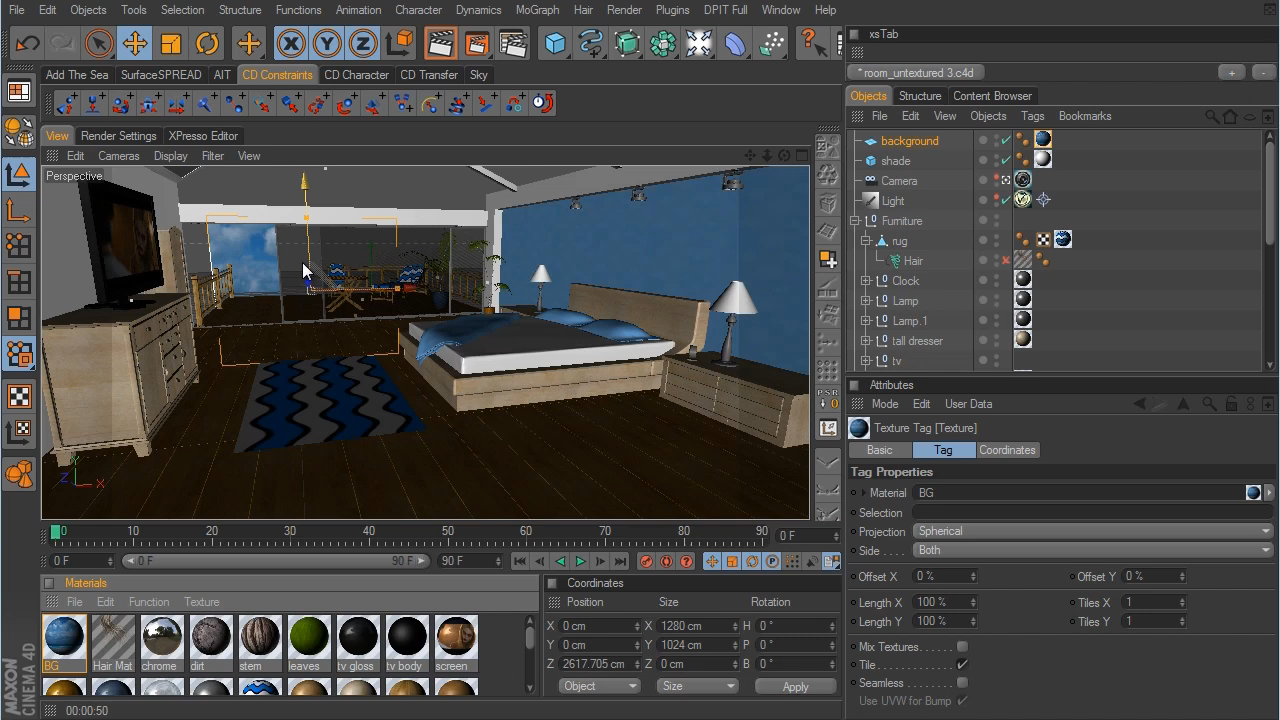 File Edit Objects Tools Selection Structure Functions Animation Character Dynamics MoGraph Hair Render Plugins DPIT Full Window Help
xsTab
* room_untextured 3.c4d + -
Add The Sea SurfaceSPREAD AIT CD Constraints CD Character CD Transfer Sky
Objects Structure Content Browser
File Edit View Objects Tags Bookmarks
View Render Settings XPresso Editor
Edit Cameras Display Filter View
Perspective
background
shade
Camera
Light
Furniture
rug
Hair
Clock
Lamp
Lamp.1
tall dresser
tv
X Y Z
P S R
0
Z Y X
Attributes
Mode Edit User Data
Texture Tag [Texture]
Basic Tag Coordinates
Tag Properties
Material BG
Selection
Projection Spherical
Side . . . . Both
Offset X 0 % Offset Y 0 %
Length X 100 % Tiles X 1
Length Y 100 % Tiles Y 1
Mix Textures . . . . . .
Tile . . . . . . . . . . . . . .
Seamless . . . . . . . .
Use UVW for Bump
0 10 20 30 40 50 60 70 80 90 0 F
0 F 0 F 90 F 90 F
Materials
File Edit Function Texture
BG Hair Mat chrome dirt stem leaves tv gloss tv body screen
Coordinates
Position Size Rotation
X 0 cm X 1280 cm H 0 °
Y 0 cm Y 1024 cm P 0 °
Z 2617.705 cm Z 0 cm B 0 °
Object Size Apply
MAXON
CINEMA 4D
00:00:50